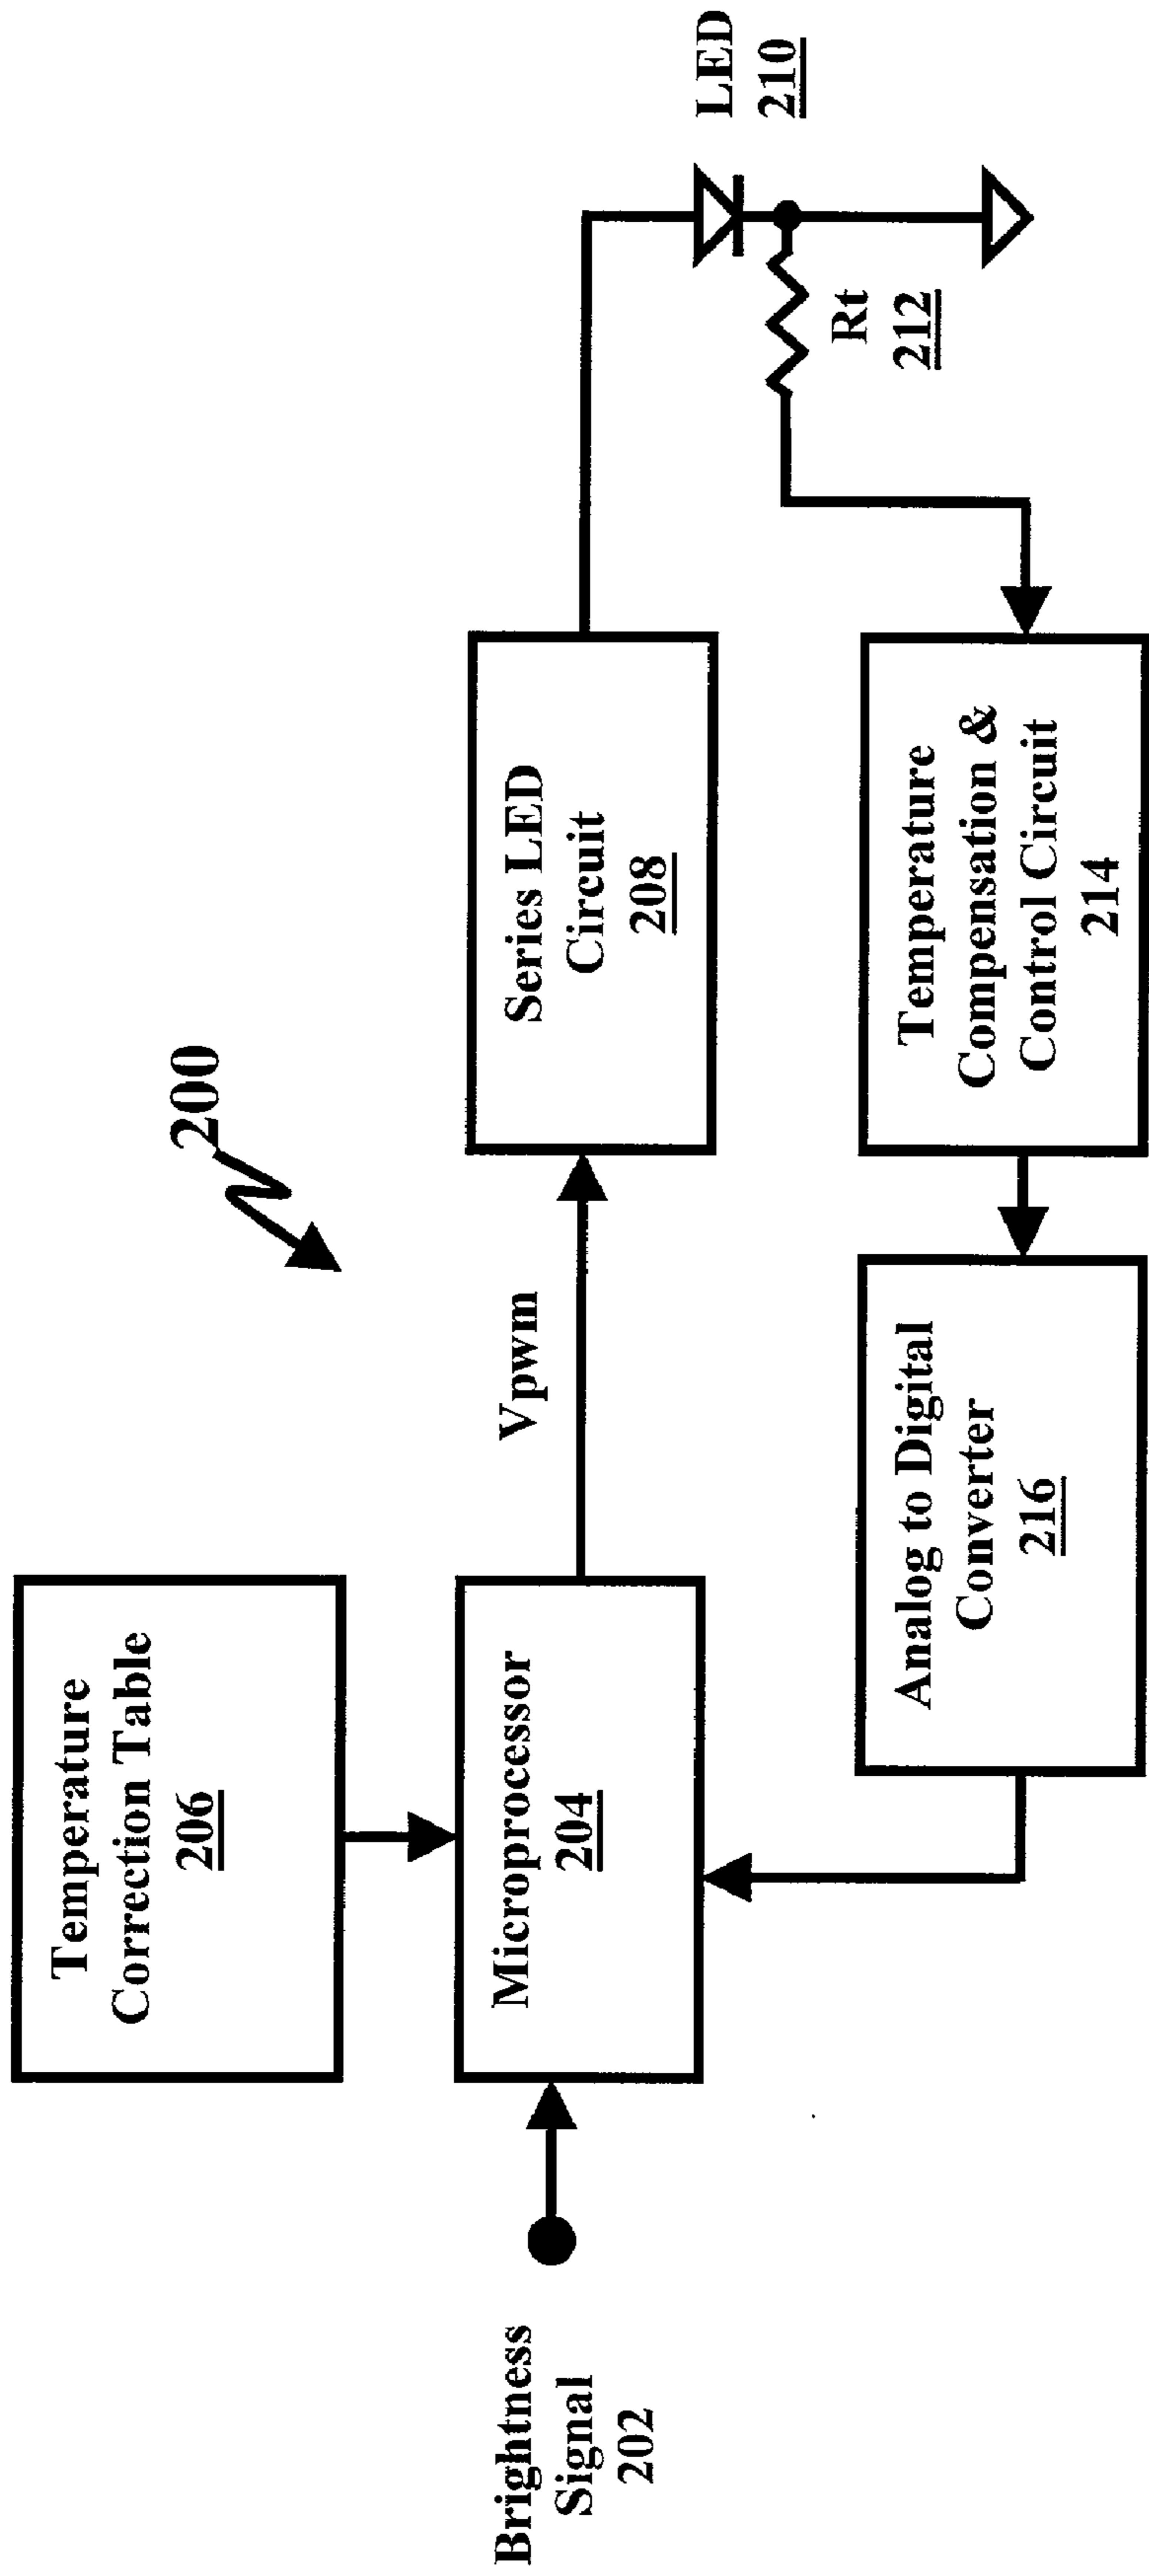 200
Temperature
Correction Table
206
Brightness
Signal
202
Microprocessor
204
Vpwm
Series LED
Circuit
208
LED
210
Rt
212
Analog to Digital
Converter
216
Temperature
Compensation &
Control Circuit
214